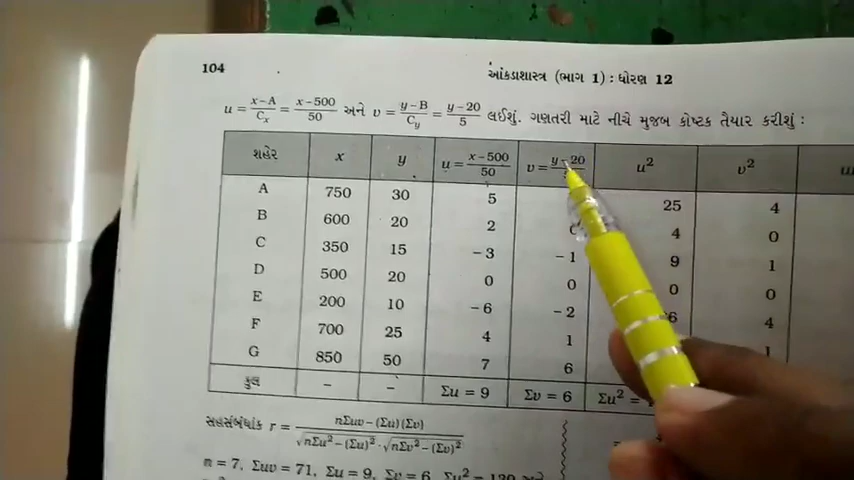 104
આંકડાશાસ્ત્ર (ભાગ 1) : ધોરણ 12
u = x−A/Cx = x−500/50 અને v = y−B/Cy = y−20/5 લઈશું. ગણતરી માટે નીચે મુજબ કોષ્ટક તૈયાર કરીશું :
શહેર x y u = x−500/50 v = y−20 u² v²
A 750 30 5 25 4
B 600 20 2 4 0
C 350 15 −3 −1 9 1
D 500 20 0 0 0 0
E 200 10 −6 −2 4
F 700 25 4 1 1
G 850 50 7 6
કુલ – – Σu = 9 Σv = 6 Σu² =
સહસંબંધાંક r = nΣuv−(Σu)(Σv)/√nΣu²−(Σu)²·√nΣv²−(Σv)²
n = 7, Σuv = 71, Σu = 9, Σv = 6,